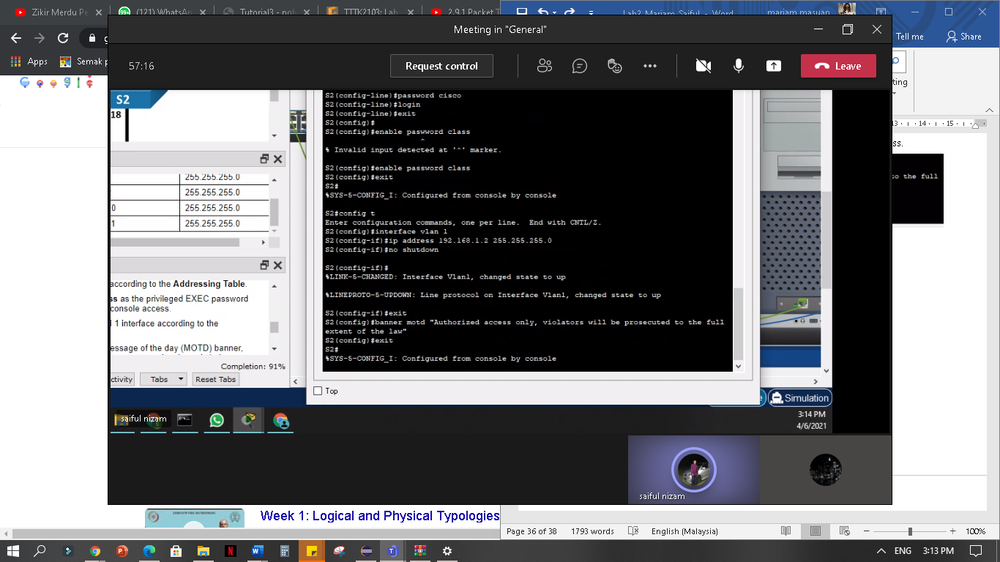 Zikir Merdu Pe
(121) WhatsAp
Tutorial3 - poly
TTTK2103: Lab
2.9.1 Packet T
Lab2_Mariam_Saiful - Word
mariam masuan
Apps
Semak p
Tell me
Share
Meeting in "General"
57:16
Request control
Leave
S2
18
255.255.255.0
255.255.255.0
0
255.255.255.0
1
255.255.255.0
according to the Addressing Table.
ss as the privileged EXEC password
console access.
1 interface according to the
essage of the day (MOTD) banner,
Completion: 91%
ctivity
Tabs
Reset Tabs
S2(config-line)#password cisco
S2(config-line)#login
S2(config-line)#exit
S2(config)#
S2(config)#enable paswword class
^
% Invalid input detected at '^' marker.
S2(config)#enable password class
S2(config)#exit
S2#
%SYS-5-CONFIG_I: Configured from console by console
S2#config t
Enter configuration commands, one per line. End with CNTL/Z.
S2(config)#interface vlan 1
S2(config-if)#ip address 192.168.1.2 255.255.255.0
S2(config-if)#no shutdown
S2(config-if)#
%LINK-5-CHANGED: Interface Vlan1, changed state to up
%LINEPROTO-5-UPDOWN: Line protocol on Interface Vlan1, changed state to up
S2(config-if)#exit
S2(config)#banner motd "Authorized access only, violators will be prosecuted to the full
extent of the law"
S2(config)#exit
S2#
%SYS-5-CONFIG_I: Configured from console by console
Top
Simulation
3:14 PM
4/6/2021
saiful nizam
saiful nizam
ting
13 14 15
ss.
to the full
Week 1: Logical and Physical Typologies
Page 36 of 38
1793 words
English (Malaysia)
100%
ENG
3:13 PM